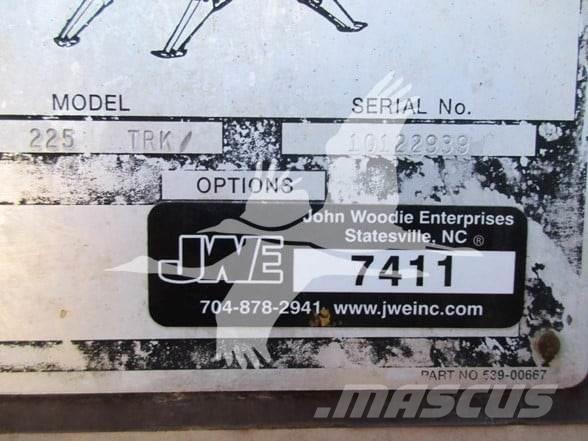 MODEL SERIAL No.
225 TRK/ 10122939
OPTIONS
John Woodie Enterprises
Statesville, NC ®
JWE 7411
704-878-2941 www.jweinc.com
PART NO 539-00667
MASCUS